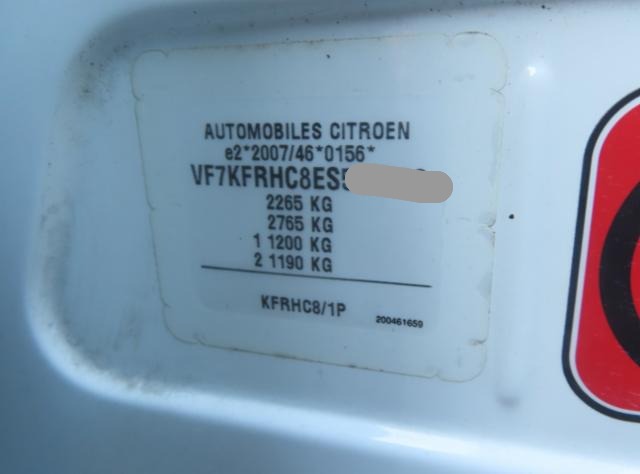 AUTOMOBILES CITROEN
e2*2007/46*0156*
VF7KFRHC8ES
2265 KG
2765 KG
1 1200 KG
2 1190 KG
KFRHC8/1P
200461659